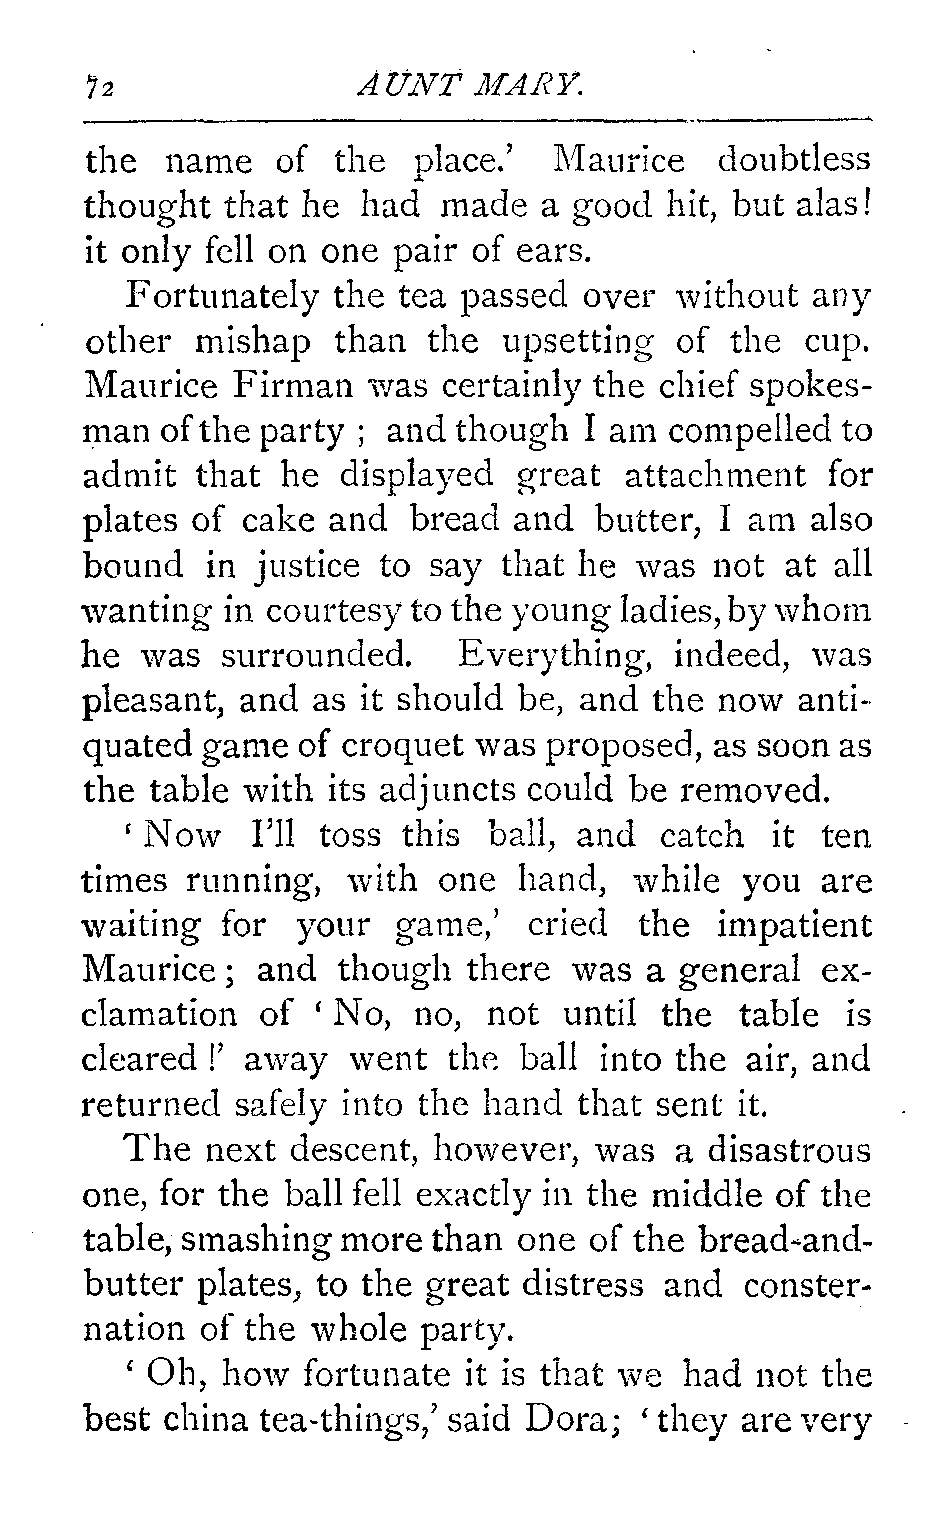 72 AUNT MARY.
the name of the place.’ Maurice doubtless
thought that he had made a good hit, but alas!
it only fell on one pair of ears.
Fortunately the tea passed over without any
other mishap than the upsetting of the cup.
Maurice Firman was certainly the chief spokes-
man of the party ; and though I am compelled to
admit that he displayed great attachment for
plates of cake and bread and butter, I am also
bound in justice to say that he was not at all
wanting in courtesy to the young ladies, by whom
he was surrounded. Everything, indeed, was
pleasant, and as it should be, and the now anti-
quated game of croquet was proposed, as soon as
the table with its adjuncts could be removed.
‘ Now I’ll toss this ball, and catch it ten
times running, with one hand, while you are
waiting for your game,’ cried the impatient
Maurice ; and though there was a general ex-
clamation of ‘ No, no, not until the table is
cleared !’ away went the ball into the air, and
returned safely into the hand that sent it.
The next descent, however, was a disastrous
one, for the ball fell exactly in the middle of the
table, smashing more than one of the bread-and-
butter plates, to the great distress and conster-
nation of the whole party.
‘ Oh, how fortunate it is that we had not the
best china tea-things,’ said Dora; ‘ they are very